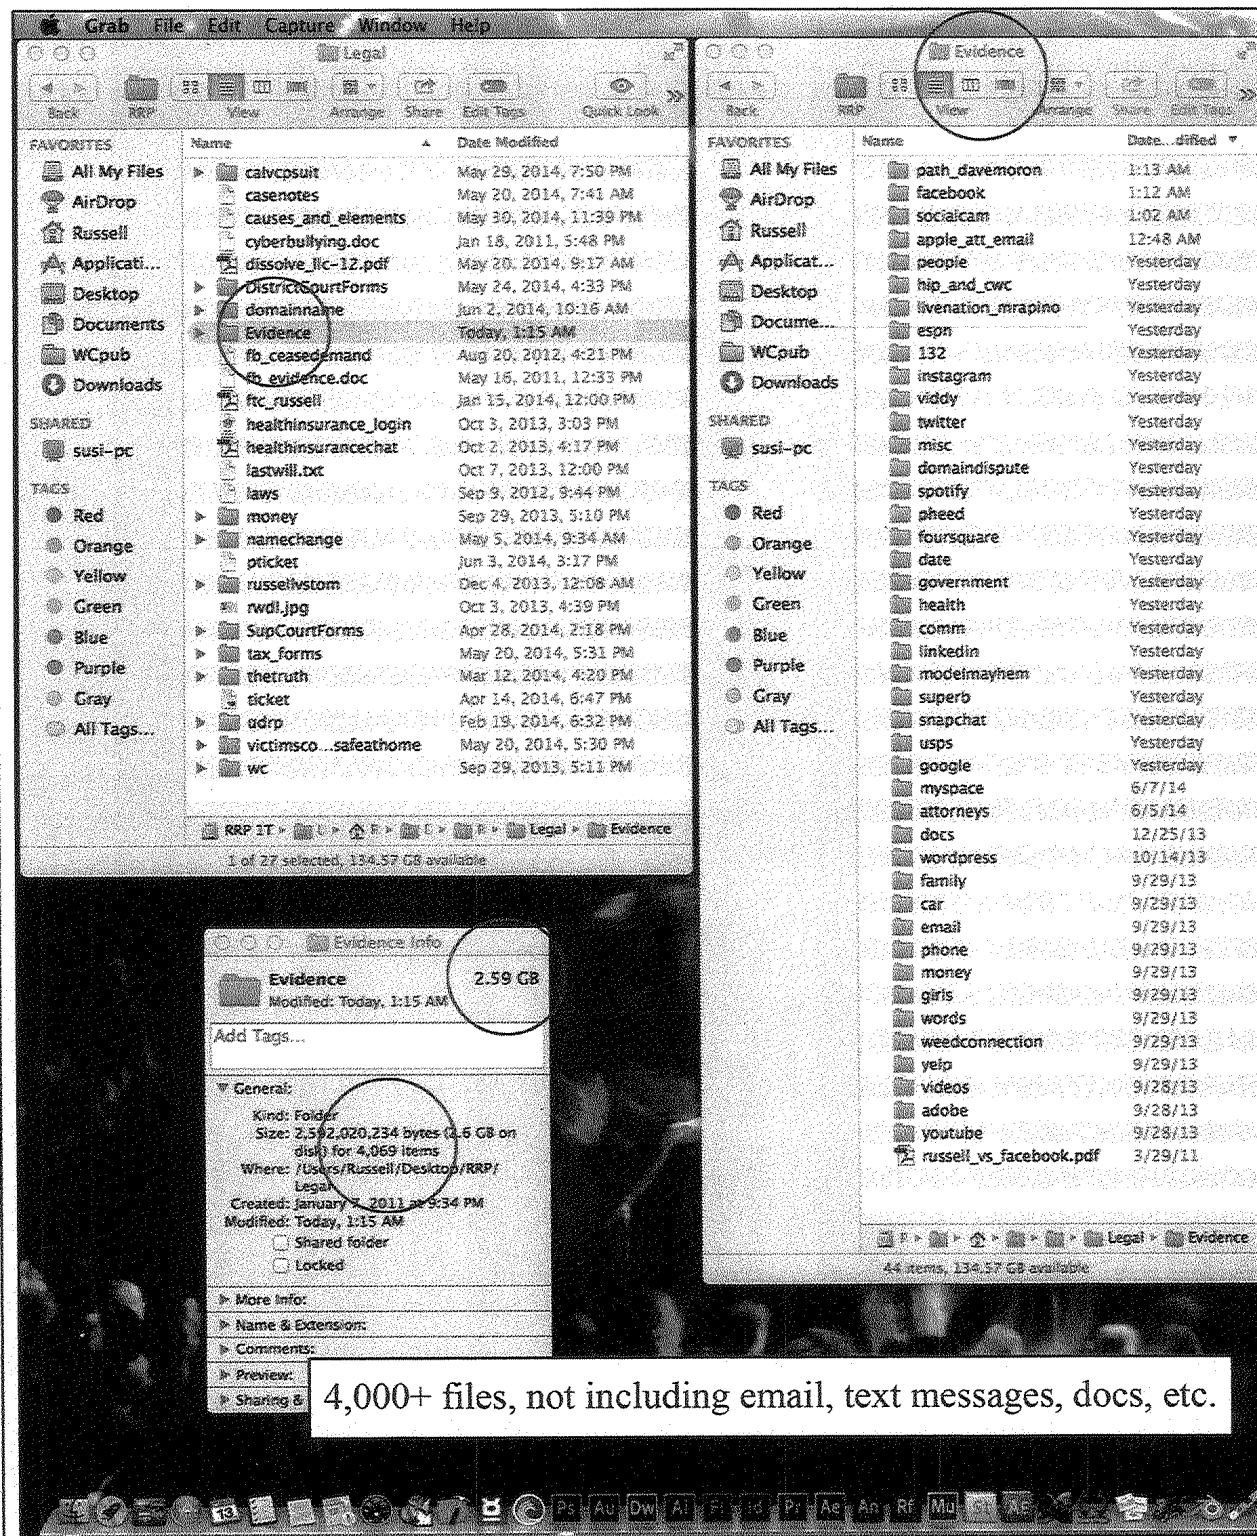 Grab File Edit Capture Window Help
Legal
Back RRP View Arrange Share Edit Tags Quick Look
FAVORITES
All My Files
AirDrop
Russell
Applicati...
Desktop
Documents
WCpub
Downloads
SHARED
susi-pc
TAGS
Red
Orange
Yellow
Green
Blue
Purple
Gray
All Tags...
Name Date Modified
calvcpsuit May 29, 2014, 7:50 PM
casenotes May 20, 2014, 7:41 AM
causes_and_elements May 30, 2014, 11:39 PM
cyberbullying.doc Jan 18, 2011, 5:48 PM
dissolve_llc-12.pdf May 20, 2014, 9:17 AM
DistrictCourtForms May 24, 2014, 4:33 PM
domainname Jun 2, 2014, 10:16 AM
Evidence Today, 1:15 AM
fb_ceasedemand Aug 20, 2012, 4:21 PM
fb_evidence.doc May 16, 2011, 12:33 PM
ftc_russell Jan 15, 2014, 12:00 PM
healthinsurance_login Oct 3, 2013, 3:03 PM
healthinsurancechat Oct 2, 2013, 4:17 PM
lastwill.txt Oct 7, 2013, 12:00 PM
laws Sep 9, 2012, 9:44 PM
money Sep 29, 2013, 5:10 PM
namechange May 5, 2014, 9:34 AM
pticket Jun 3, 2014, 3:17 PM
russellvstom Dec 4, 2013, 12:08 AM
rwdl.jpg Oct 3, 2013, 4:39 PM
SupCourtForms Apr 28, 2014, 2:18 PM
tax_forms May 20, 2014, 5:31 PM
thetruth Mar 12, 2014, 4:20 PM
ticket Apr 14, 2014, 6:47 PM
udrp Feb 19, 2014, 6:32 PM
victimsco...safeathome May 20, 2014, 5:30 PM
wc Sep 29, 2013, 5:11 PM
RRP 1T Legal Evidence
1 of 27 selected, 134.57 GB available
Evidence
Back RRP View Arrange Share Edit Tags
FAVORITES
All My Files
AirDrop
Russell
Applicat...
Desktop
Docume...
WCpub
Downloads
SHARED
susi-pc
TAGS
Red
Orange
Yellow
Green
Blue
Purple
Gray
All Tags...
Name Date...dified
path_davemoron 1:13 AM
facebook 1:12 AM
socialcam 1:02 AM
apple_att_email 12:48 AM
people Yesterday
hip_and_cwc Yesterday
livenation_mrapino Yesterday
espn Yesterday
132 Yesterday
instagram Yesterday
viddy Yesterday
twitter Yesterday
misc Yesterday
domaindispute Yesterday
spotify Yesterday
pheed Yesterday
foursquare Yesterday
date Yesterday
government Yesterday
health Yesterday
comm Yesterday
linkedin Yesterday
modelmayhem Yesterday
superb Yesterday
snapchat Yesterday
usps Yesterday
google Yesterday
myspace 6/7/14
attorneys 6/5/14
docs 12/25/13
wordpress 10/14/13
family 9/29/13
car 9/29/13
email 9/29/13
phone 9/29/13
money 9/29/13
girls 9/29/13
words 9/29/13
weedconnection 9/29/13
yelp 9/29/13
videos 9/28/13
adobe 9/28/13
youtube 9/28/13
russell_vs_facebook.pdf 3/29/11
Legal Evidence
44 items, 134.57 GB available
Evidence Info
Evidence 2.59 GB
Modified: Today, 1:15 AM
Add Tags...
General:
Kind: Folder
Size: 2,592,020,234 bytes (2.6 GB on
disk) for 4,069 items
Where: /Users/Russell/Desktop/RRP/
Legal
Created: January 7, 2011 at 9:34 PM
Modified: Today, 1:15 AM
Shared folder
Locked
More Info:
Name & Extension:
Comments:
Preview:
Sharing &
4,000+ files, not including email, text messages, docs, etc.
13 Ps Au Dw Ai Fl Id Pr Ae An Rf Mu